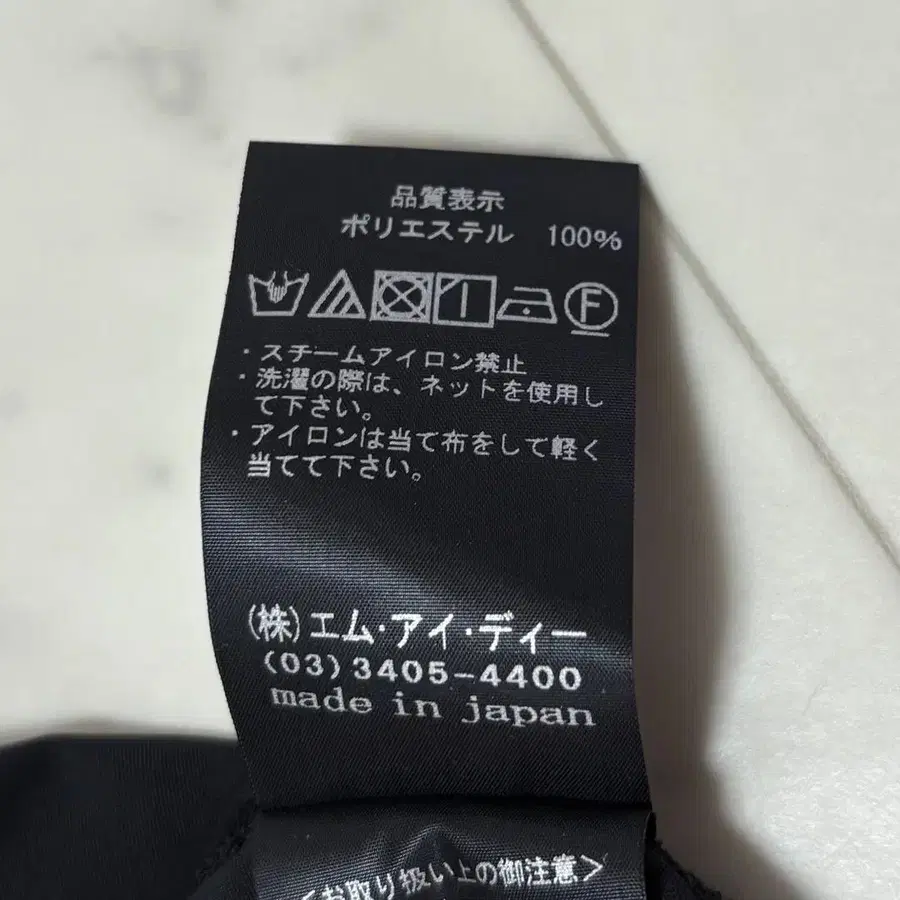 品質表示
ポリエステル 100%
F
・スチームアイロン禁止
・洗濯の際は、ネットを使用し
て下さい。
・アイロンは当て布をして軽く
当てて下さい。
(株)エム・アイ・ディー
(03)3405-4400
made in japan
<お取り扱い上の御注意>